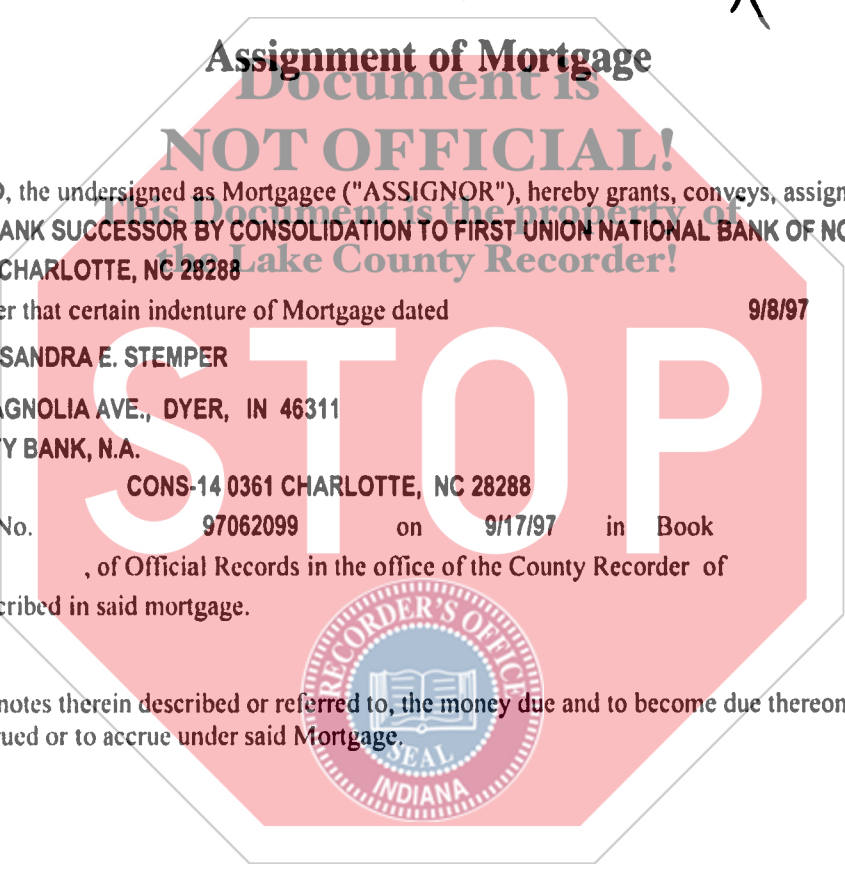 Assignment of Mortgage
Document is
NOT OFFICIAL!
, the undersigned as Mortgagee ("ASSIGNOR"), hereby grants, conveys, assign
This Document is the property of
ANK SUCCESSOR BY CONSOLIDATION TO FIRST UNION NATIONAL BANK OF NO
the Lake County Recorder!
CHARLOTTE, NC 28288
er that certain indenture of Mortgage dated 9/8/97
SANDRA E. STEMPER
AGNOLIA AVE., DYER, IN 46311
TY BANK, N.A.
STOP
CONS-14 0361 CHARLOTTE, NC 28288
No. 97062099 on 9/17/97 in Book
, of Official Records in the office of the County Recorder of
cribed in said mortgage.
RECORDER'S OFFICE
notes therein described or referred to, the money due and to become due thereon
rued or to accrue under said Mortgage.
SEAL
INDIANA